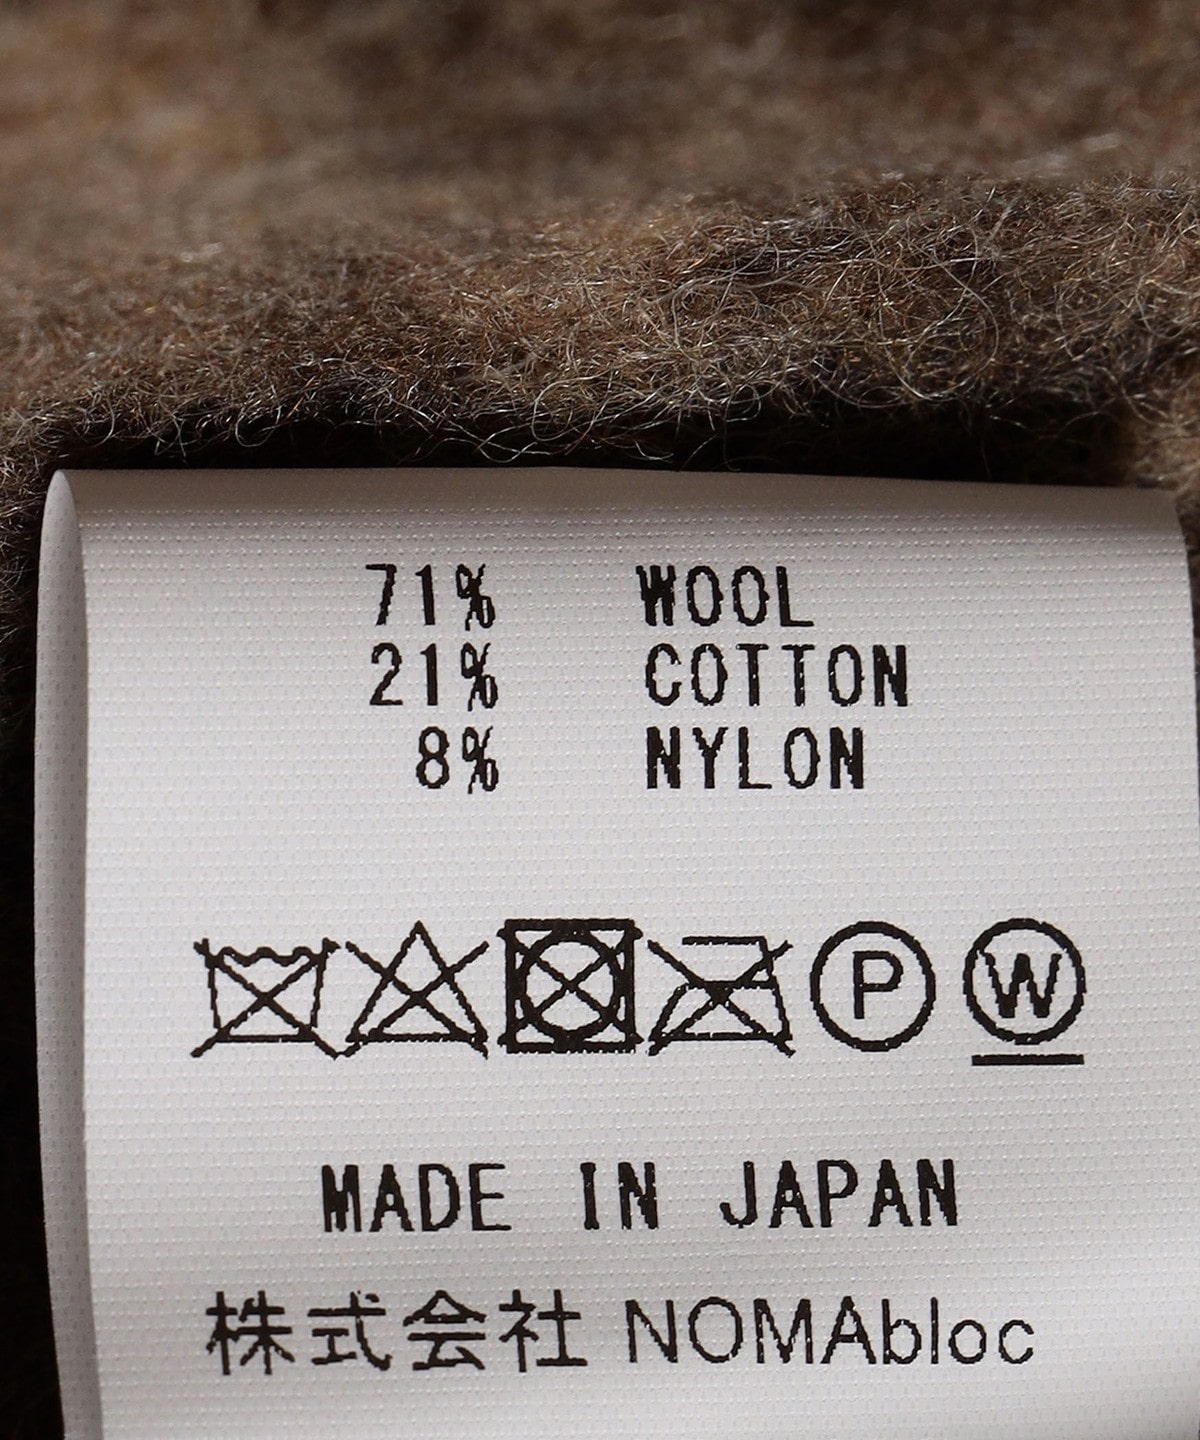 71% WOOL
21% COTTON
8% NYLON
P W
MADE IN JAPAN
株式会社 NOMAbloc